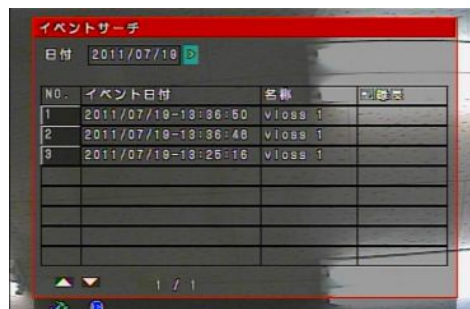 イベントサーチ
日付 2011/07/19
NO. イベント日付 名称
1 2011/07/19-13:36:50 vloss 1
2 2011/07/19-13:36:46 vloss 1
3 2011/07/19-13:25:16 vloss 1
1 / 1